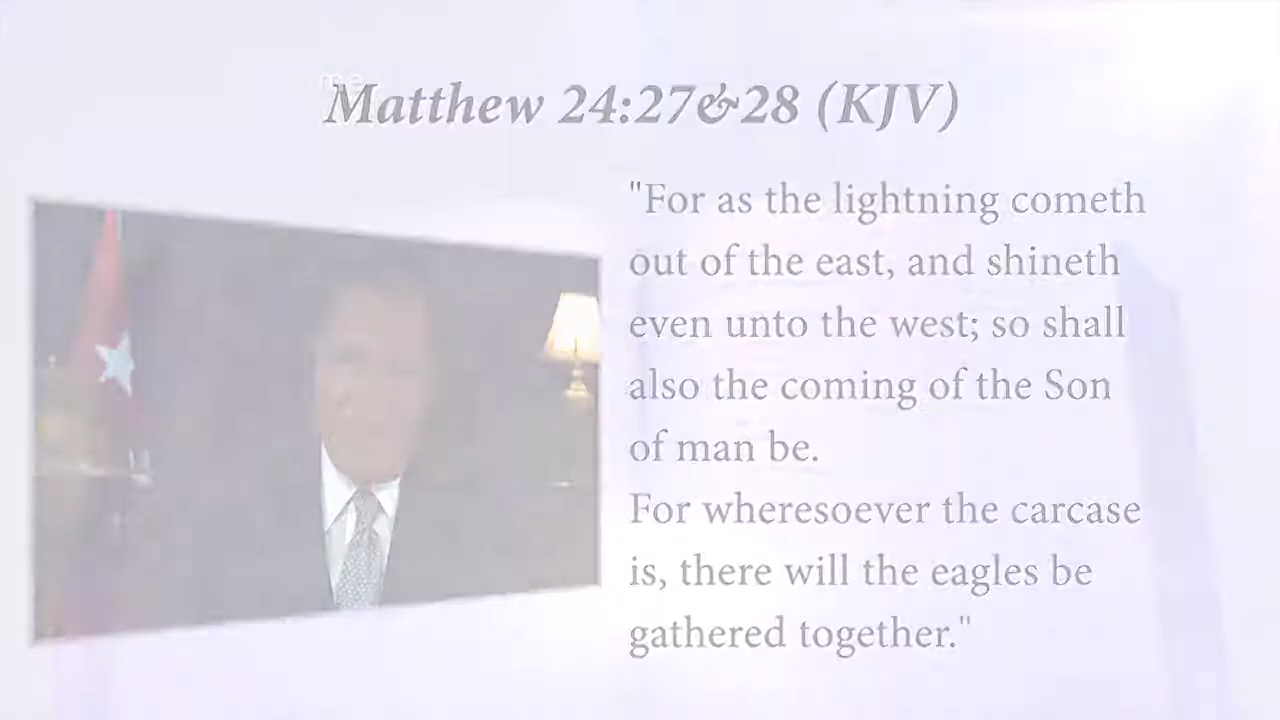 me
Matthew 24:27&28 (KJV)
"For as the lightning cometh
out of the east, and shineth
even unto the west; so shall
also the coming of the Son
of man be.
For wheresoever the carcase
is, there will the eagles be
gathered together."